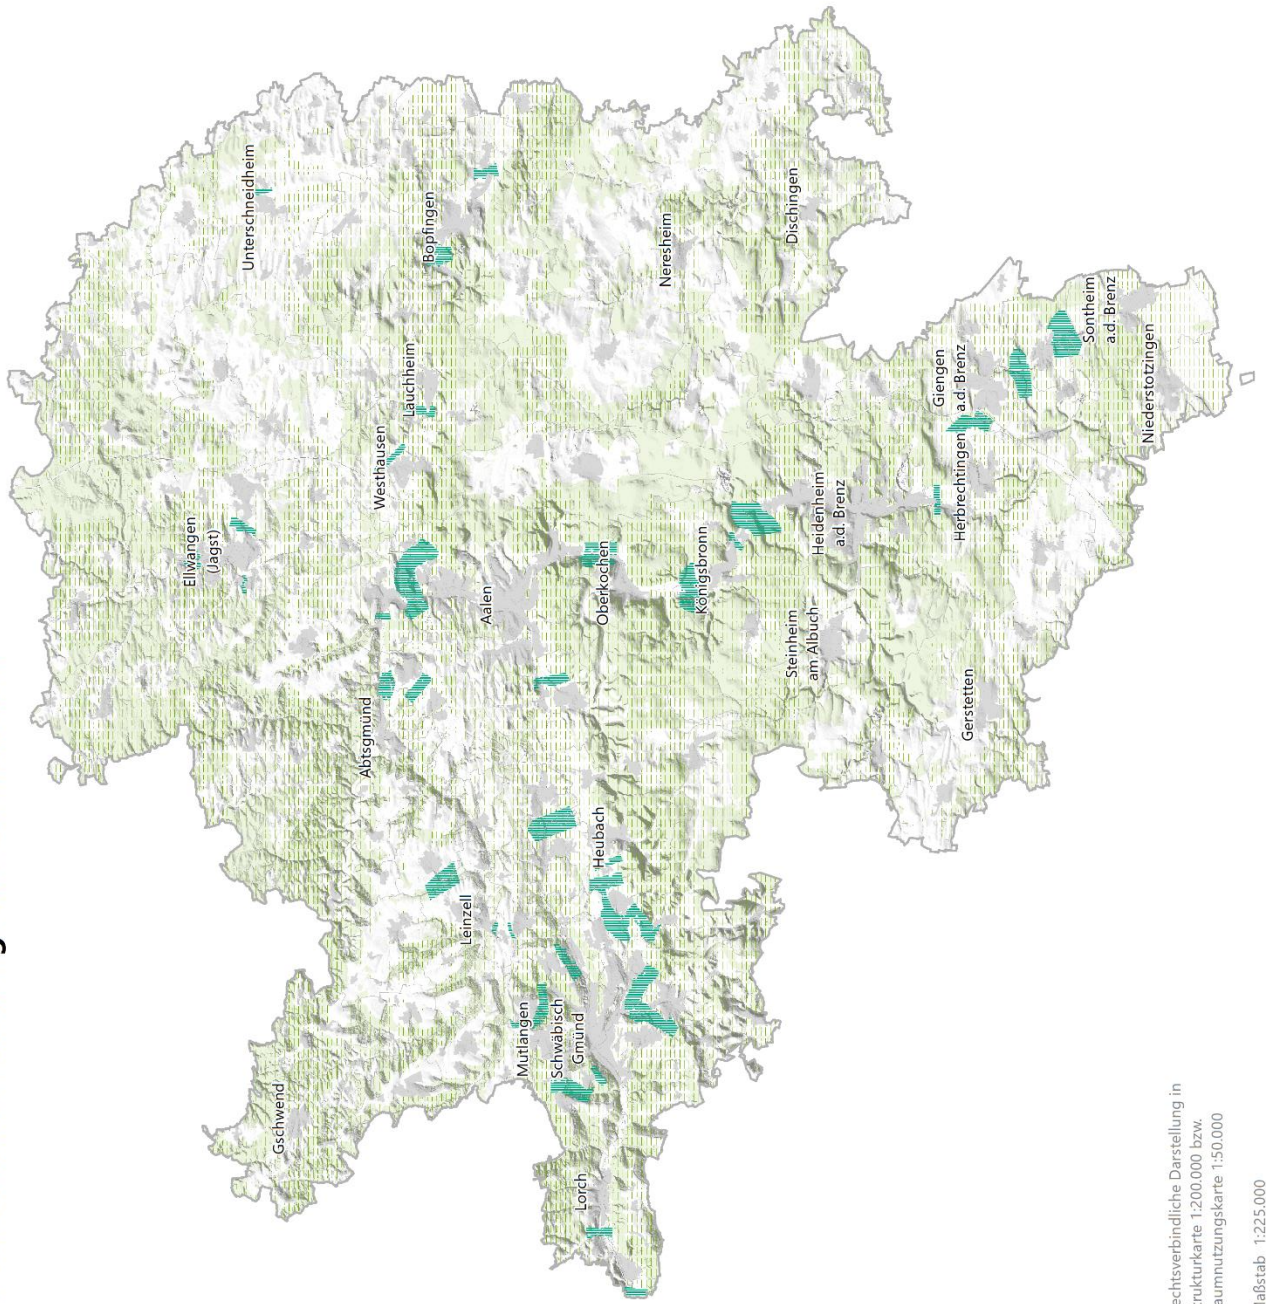 Unterschneidheim
Ellwangen
(Jagst)
Bopfingen
Lauchheim
Westhausen
Abtsgmünd
Gschwend
Leinzell
Aalen
Mutlangen
Schwäbisch
Gmünd
Lorch
Heubach
Oberkochen
Neresheim
Königsbronn
Dischingen
Steinheim
am Albuch
Heidenheim
a.d. Brenz
Giengen
a.d. Brenz
Herbrechtingen
Gerstetten
Sontheim
a.d. Brenz
Niederstotzingen
echtsverbindliche Darstellung in
rukturkarte 1:200.000 bzw.
aumnutzungskarte 1:50.000
laßstab 1:225.000